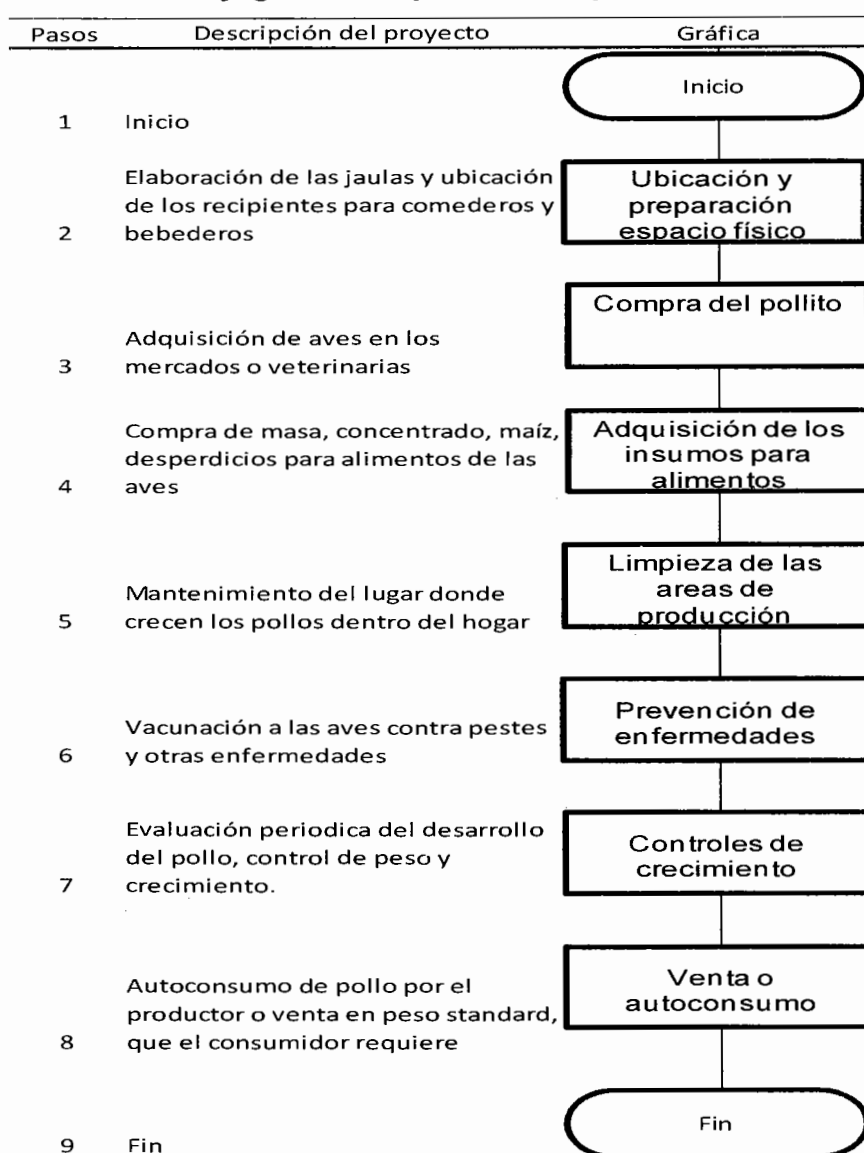 Pasos Descripción del proyecto Gráfica
Inicio
1 Inicio
Elaboración de las jaulas y ubicación
de los recipientes para comederos y
2 bebederos
Ubicación y
preparación
espacio físico
Compra del pollito
Adquisición de aves en los
3 mercados o veterinarias
Compra de masa, concentrado, maíz,
desperdicios para alimentos de las
4 aves
Adquisición de los
insumos para
alimentos
Mantenimiento del lugar donde
5 crecen los pollos dentro del hogar
Limpieza de las
areas de
producción
Vacunación a las aves contra pestes
6 y otras enfermedades
Prevención de
enfermedades
Evaluación periodica del desarrollo
del pollo, control de peso y
7 crecimiento.
Controles de
crecimiento
Autoconsumo de pollo por el
productor o venta en peso standard,
8 que el consumidor requiere
Venta o
autoconsumo
Fin
9 Fin